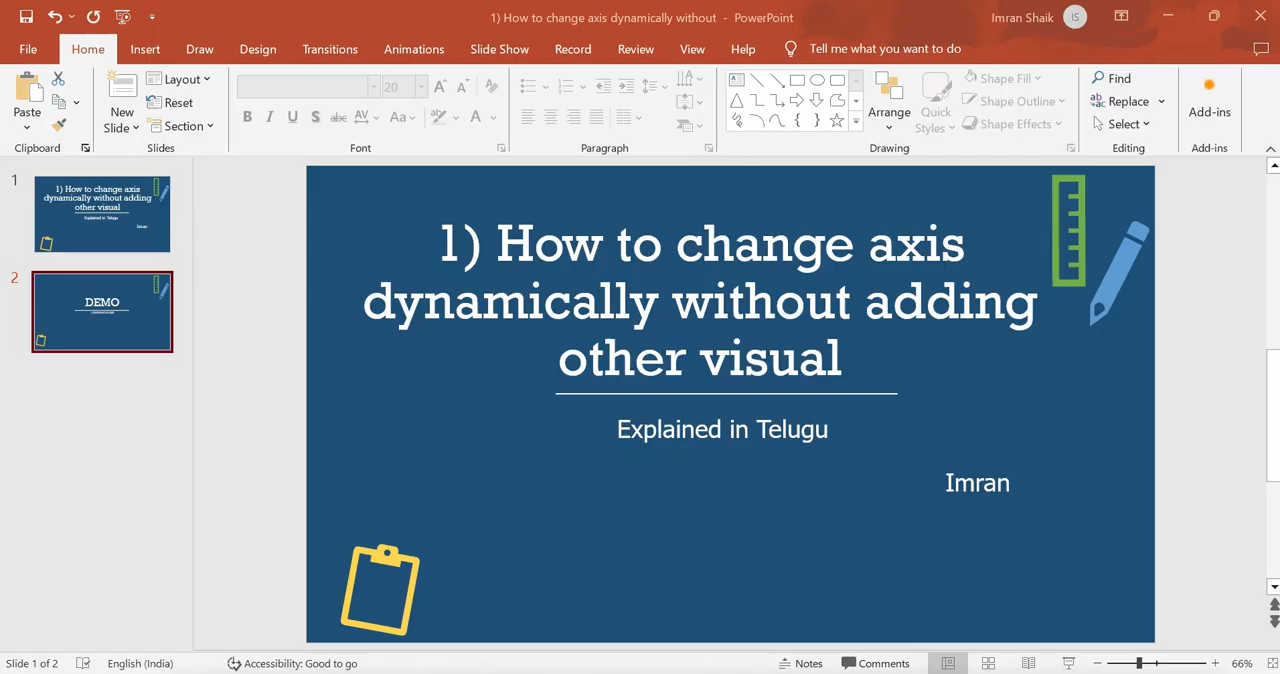 1) How to change axis dynamically without - PowerPoint
Imran Shaik
IS
File
Home
Insert
Draw
Design
Transitions
Animations
Slide Show
Record
Review
View
Help
Tell me what you want to do
Paste
New
Slide
Layout
Reset
Section
20
B I U S abc AV Aa A
Arrange
Quick
Styles
Shape Fill
Shape Outline
Shape Effects
Find
Replace
Select
Add-ins
Clipboard
Slides
Font
Paragraph
Drawing
Editing
Add-ins
1
1) How to change axis
dynamically without adding
other visual
Explained in Telugu
Imran
2
DEMO
1) How to change axis
dynamically without adding
other visual
Explained in Telugu
Imran
Slide 1 of 2
English (India)
Accessibility: Good to go
Notes
Comments
66%